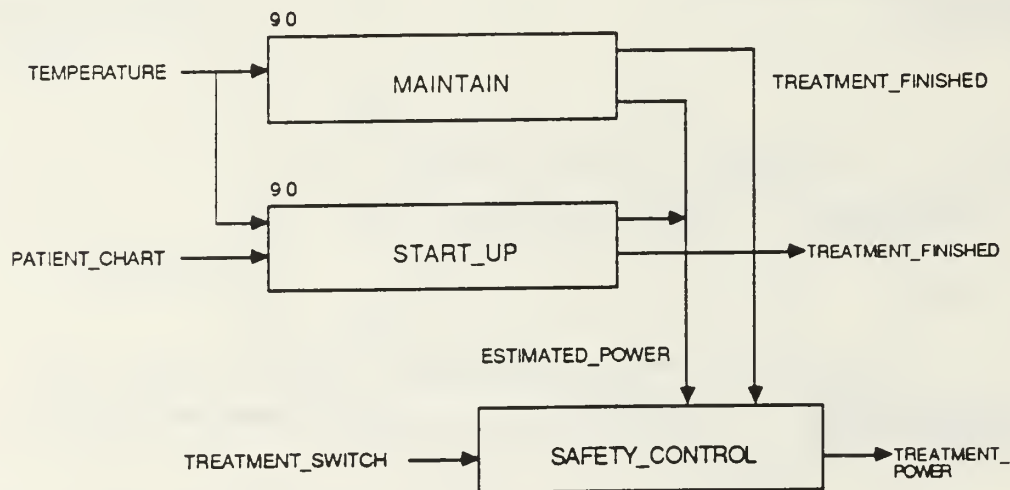 90
TEMPERATURE
MAINTAIN
TREATMENT_FINISHED
90
PATIENT_CHART
START_UP
TREATMENT_FINISHED
ESTIMATED_POWER
TREATMENT_SWITCH
SAFETY_CONTROL
TREATMENT_
POWER